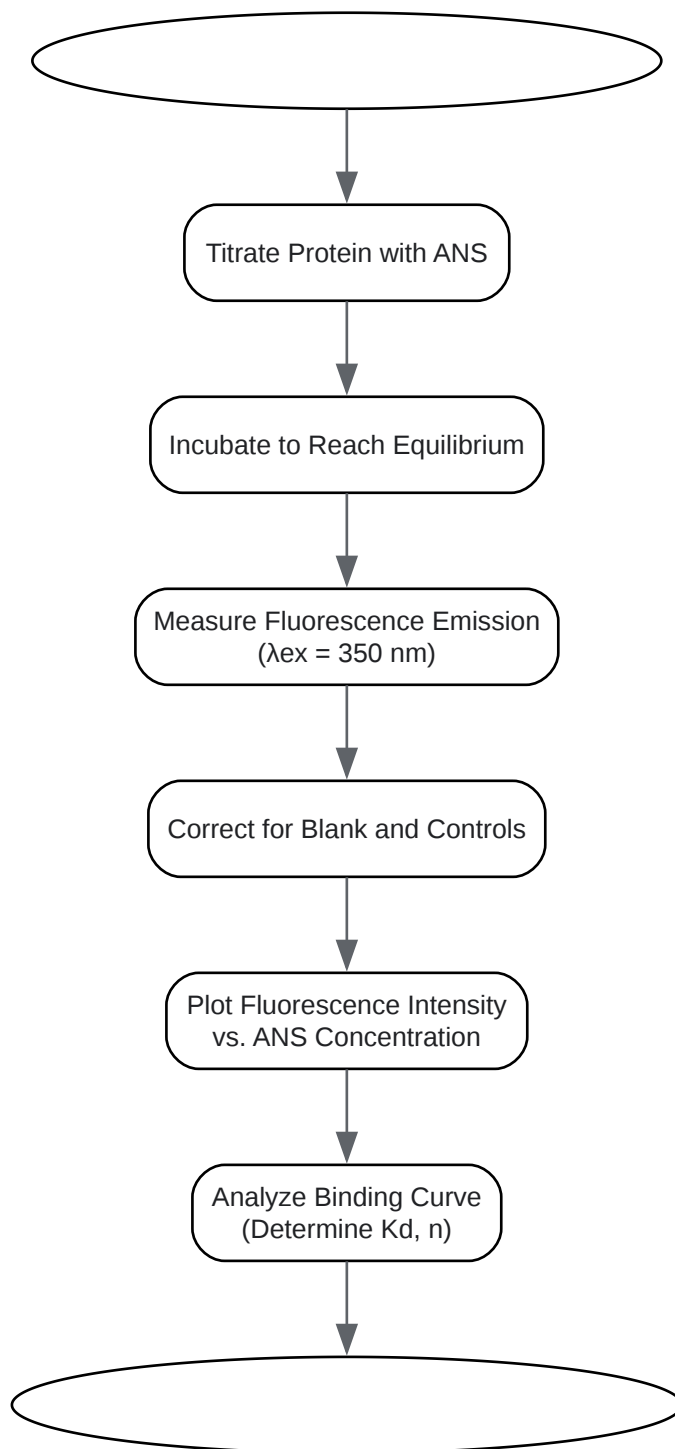 Titrate Protein with ANS
Incubate to Reach Equilibrium
Measure Fluorescence Emission
(λex = 350 nm)
Correct for Blank and Controls
Plot Fluorescence Intensity
vs. ANS Concentration
Analyze Binding Curve
(Determine Kd, n)